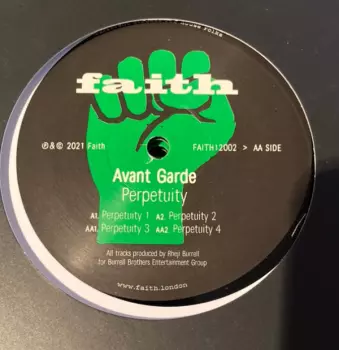 faith
℗&© 2021 Faith
FAITH12002 > AA SIDE
Avant Garde
Perpetuity
A1. Perpetuity 1 A2. Perpetuity 2
AA1. Perpetuity 3 AA2. Perpetuity 4
All tracks produced by Rheji Burrell
for Burrell Brothers Entertainment Group
www.faith.london